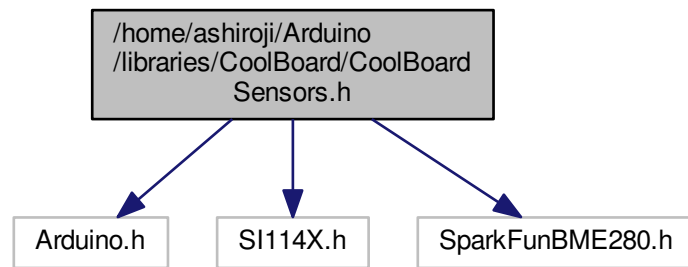 /home/ashiroji/Arduino
/libraries/CoolBoard/CoolBoard
Sensors.h
Arduino.h
SI114X.h
SparkFunBME280.h